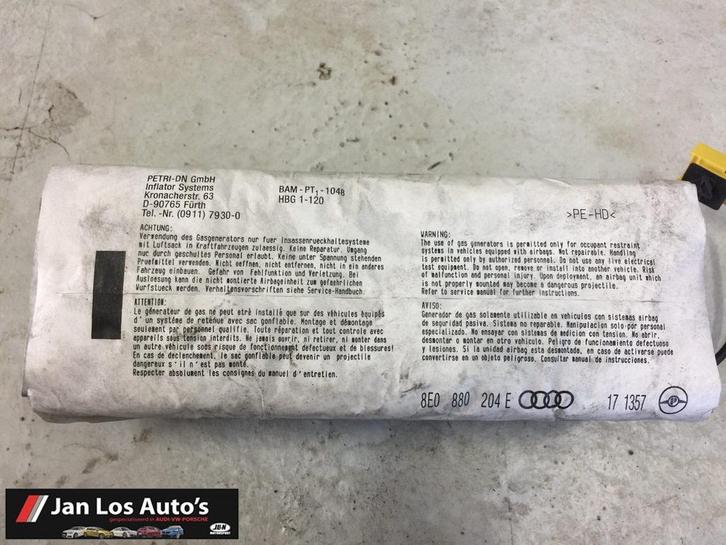 PETRI-DN GmbH
Inflator Systems
Kronacherstr. 63
D-90765 Fürth
Tel.-Nr. (0911) 7930-0
BAM - PT1 - 1048
HBG 1-120
>PE-HD<
ACHTUNG:
Verwendung des Gasgenerators nur fuer Insassenrueckhaltesysteme
mit Luftsack in Kraftfahrzeugen zulaessig. Keine Reparatur. Umgang
nur durch geschultes Personal erlaubt. Keine unter Spannung stehenden
Pruefmittel verwenden. Nicht oeffnen, nicht entfernen, nicht in ein anderes
Fahrzeug einbauen. Gefahr von Fehlfunktion und Verletzung. Bei
Auslesung kann die nicht montierte Airbageinheit zum gefaehrlichen
Wurfstueck werden. Verhaltensvorschriften siehe Service-Handbuch.
ATTENTION:
Le générateur de gas ne peut etrê installé que sur des véhicules équipés
d'un système de retenue avec sac gonflable. Montage et démontage
seulement par personnel qualifie. Toute réparation et tout contrôl avec
appareils sous tension interdits. Ne jamais ouvrir, ni retirer, ni monter dans
un autre véhicule sous risque de fonctionnement defectueux et de blessures!
En cas de declenchement, le sac gonflable peut devenir un projectile
dangereux s'il n'est pas monté.
Respecter absolument les consignes du manuel d'entretien.
WARNING:
The use of gas generators is permitted only for occupant restraint
systems in vehicles with airbags. Not repairable. Handling
is permitted only by authorized personal. Do not use any live electrical
test equipment. Do not open, remove or install into another vehicle. Risk
of malfunction and personal injury. Upon deployment, an airbag unit which
is not properly mounted may become a dangerous projectile.
Refer to service manual for further instructions.
AVISO:
Generador de gas solamente utilizable en vehiculos con sistemas airbag
de seguridad pasiva. Sistema no reparable. Manipulacion solo por personal
especializado. No ensayar con sistemas de medicion con tension. No abrir,
desmontar o montar en otro vehiculo. Peligro de funcionamiento defectuoso
y lesiones. Si la unidad airbag esta desmontada, en caso de activarse puede
convertirse en un objeto peligroso. Consultar manual de instrucciones.
8E0 880 204 E 17 1357 P
Jan Los Auto's
gespecialiseerd in AUDI-VW-PORSCHE